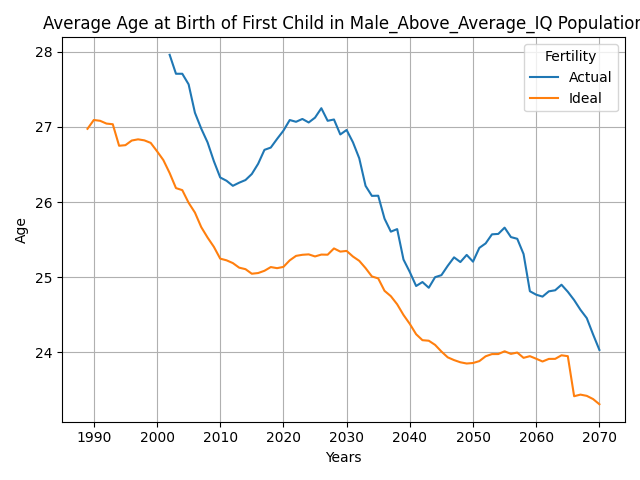 Average Age at Birth of First Child in Male_Above_Average_IQ Population
Fertility
Actual
Ideal
28
27
26
25
24
Age
1990 2000 2010 2020 2030 2040 2050 2060 2070
Years